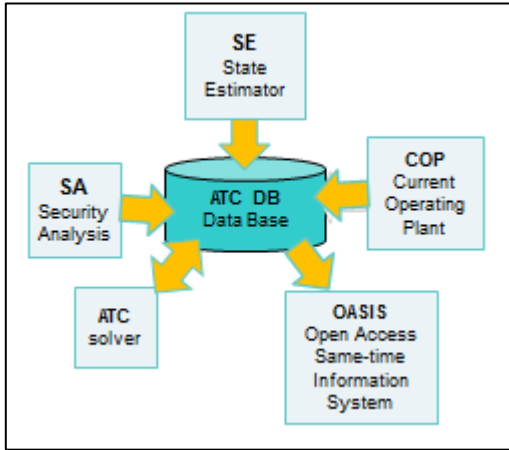 SE
State
Estimator
SA
Security
Analysis
ATC DB
Data Base
COP
Current
Operating
Plant
ATC
solver
OASIS
Open Access
Same-time
Information
System